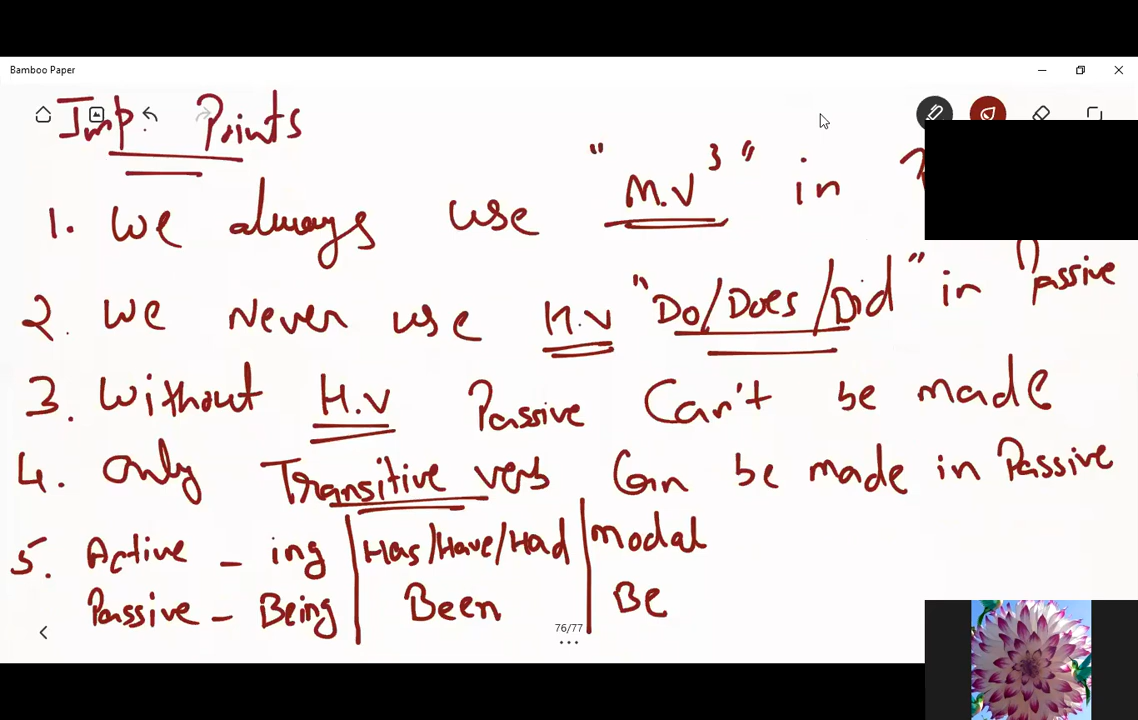 Bamboo Paper
Imp Points
1. We always use "M.V³" in
2. We Never use H.V "Do/Does/Did" in Passive
3. Without H.V Passive Can't be made
4. Only Transitive verb Can be made in Passive
5. Active - ing | Has/Have/Had | Modal
Passive - Being | Been | Be
76/77